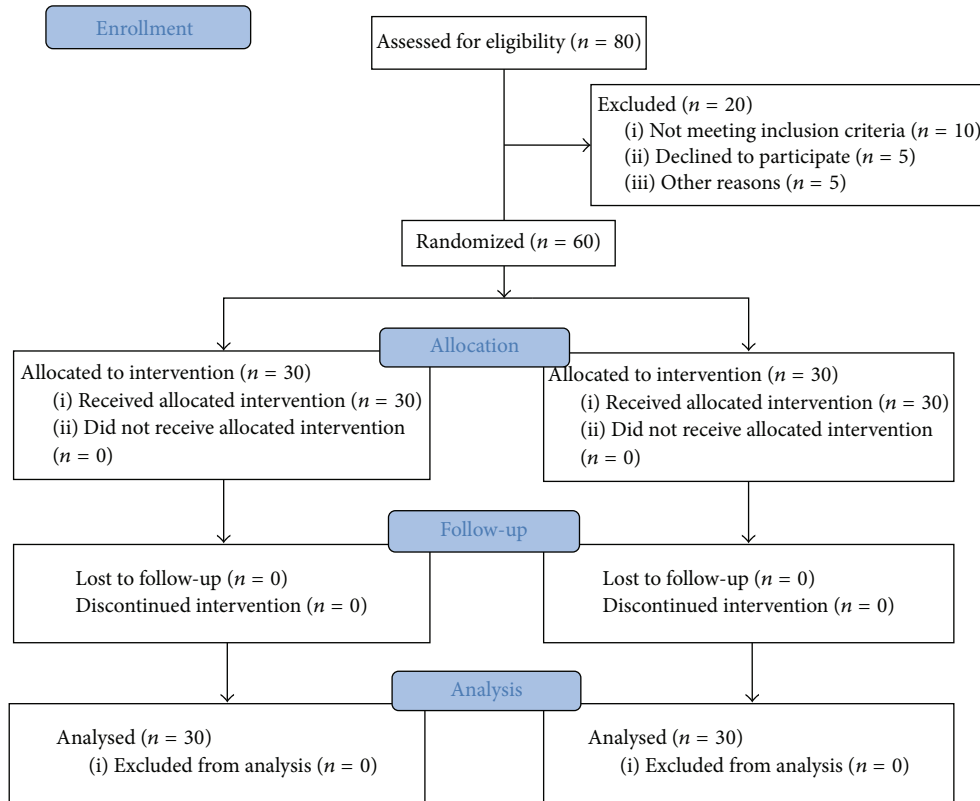 Enrollment
Assessed for eligibility (n = 80)
Excluded (n = 20)
(i) Not meeting inclusion criteria (n = 10)
(ii) Declined to participate (n = 5)
(iii) Other reasons (n = 5)
Randomized (n = 60)
Allocation
Allocated to intervention (n = 30)
(i) Received allocated intervention (n = 30)
(ii) Did not receive allocated intervention
(n = 0)
Allocated to intervention (n = 30)
(i) Received allocated intervention (n = 30)
(ii) Did not receive allocated intervention
(n = 0)
Follow-up
Lost to follow-up (n = 0)
Discontinued intervention (n = 0)
Lost to follow-up (n = 0)
Discontinued intervention (n = 0)
Analysis
Analysed (n = 30)
(i) Excluded from analysis (n = 0)
Analysed (n = 30)
(i) Excluded from analysis (n = 0)